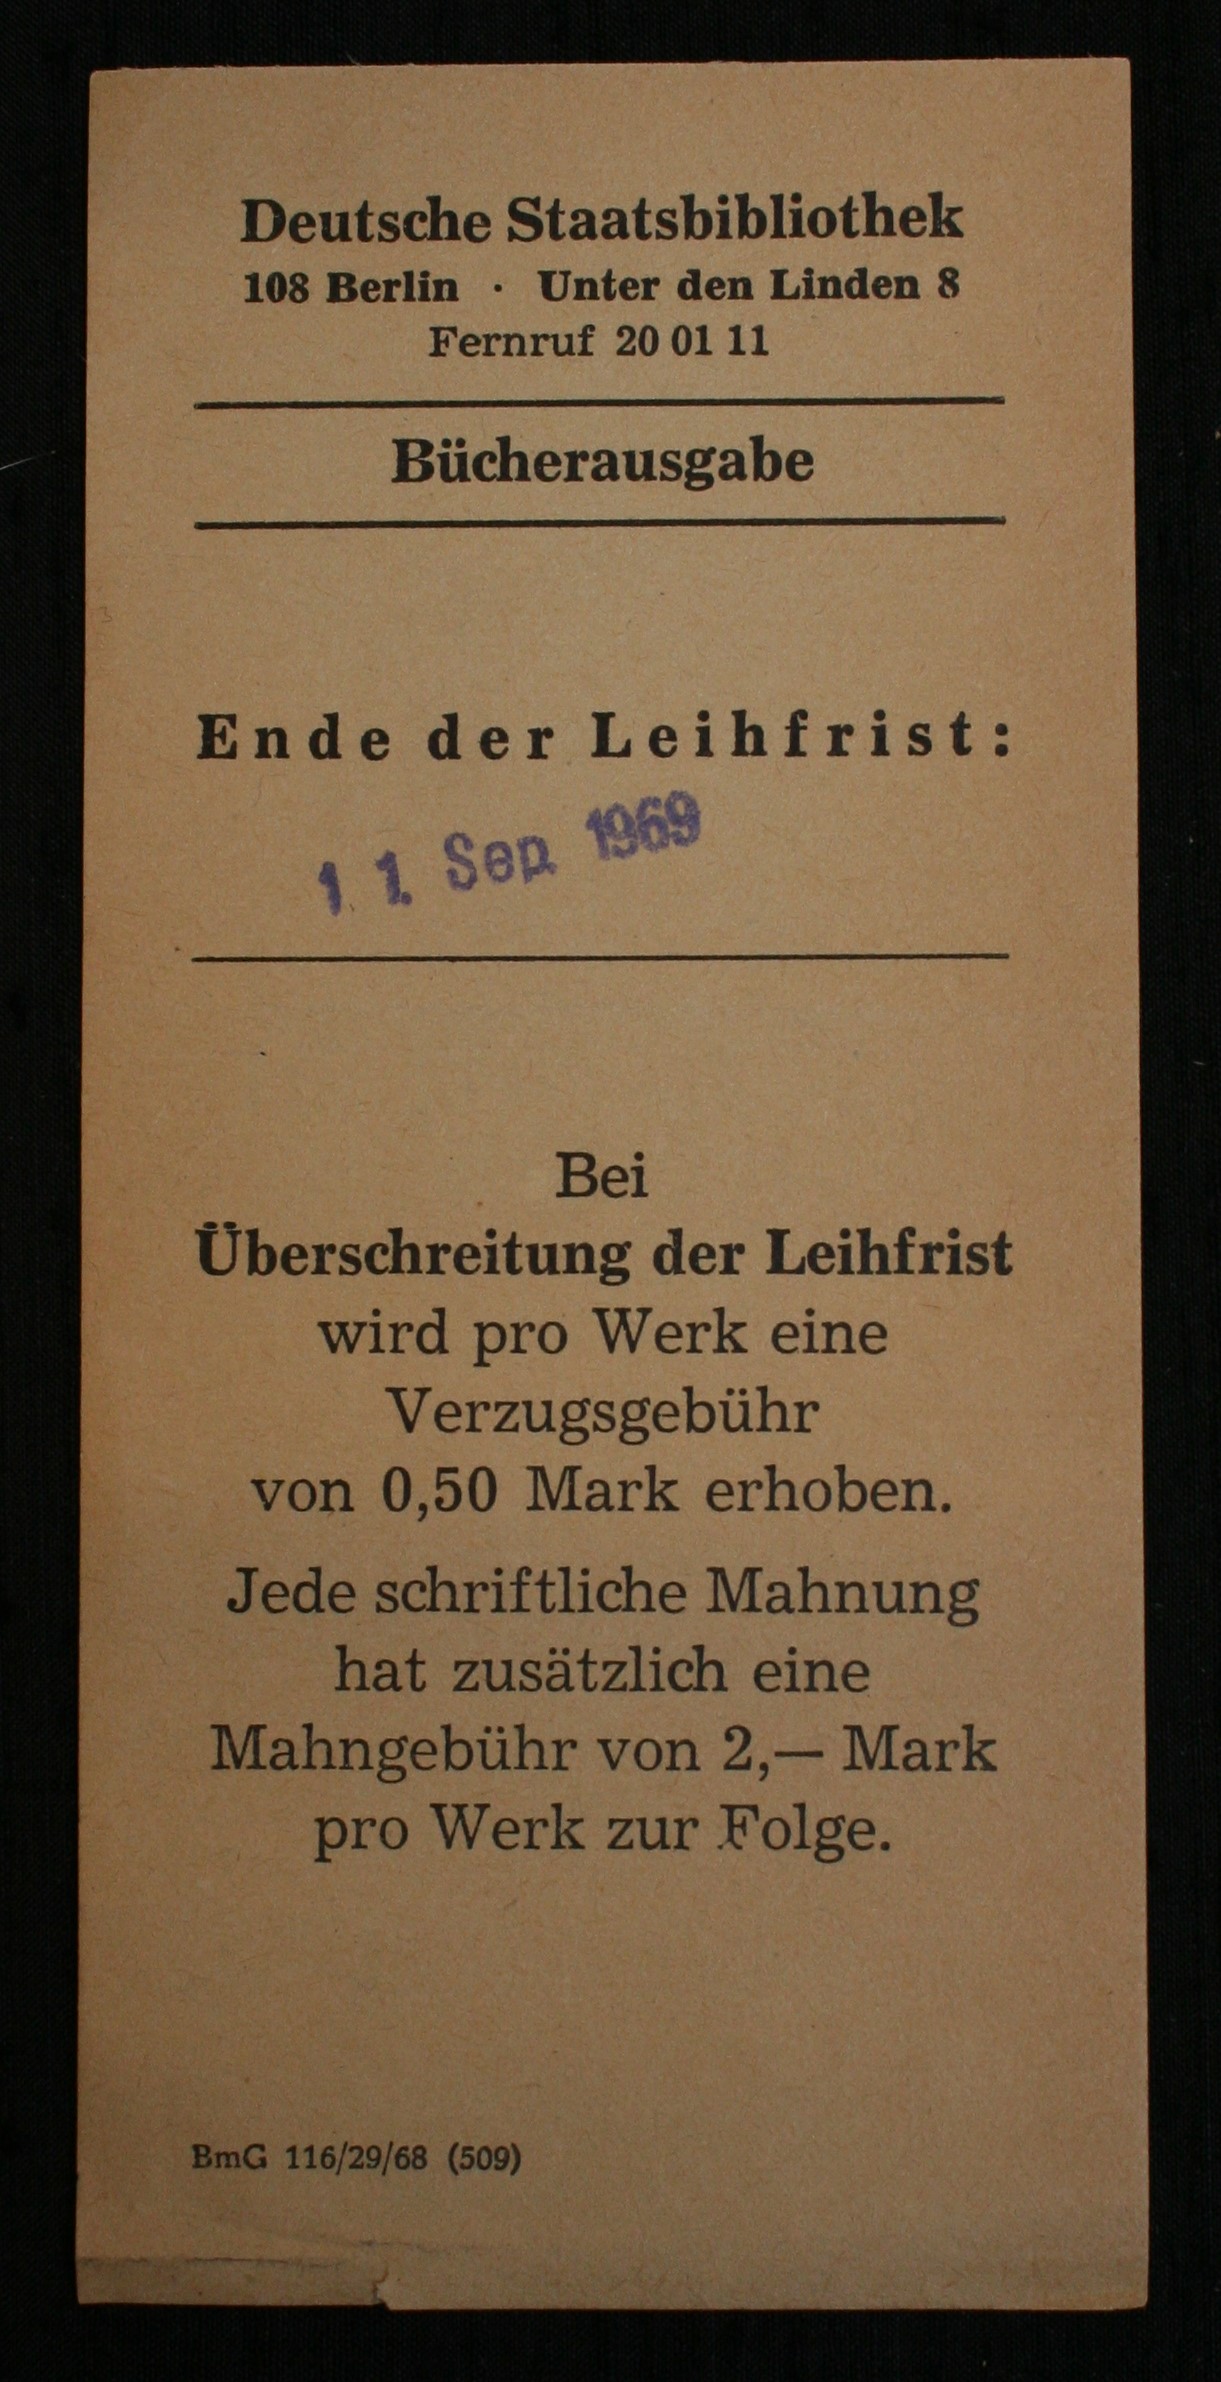 Deutsche Staatsbibliothek
108 Berlin · Unter den Linden 8
Fernruf 20 01 11
Bücherausgabe
Ende der Leihfrist:
11. Sep. 1969
Bei
Überschreitung der Leihfrist
wird pro Werk eine
Verzugsgebühr
von 0,50 Mark erhoben.
Jede schriftliche Mahnung
hat zusätzlich eine
Mahngebühr von 2,— Mark
pro Werk zur Folge.
BmG 116/29/68 (509)